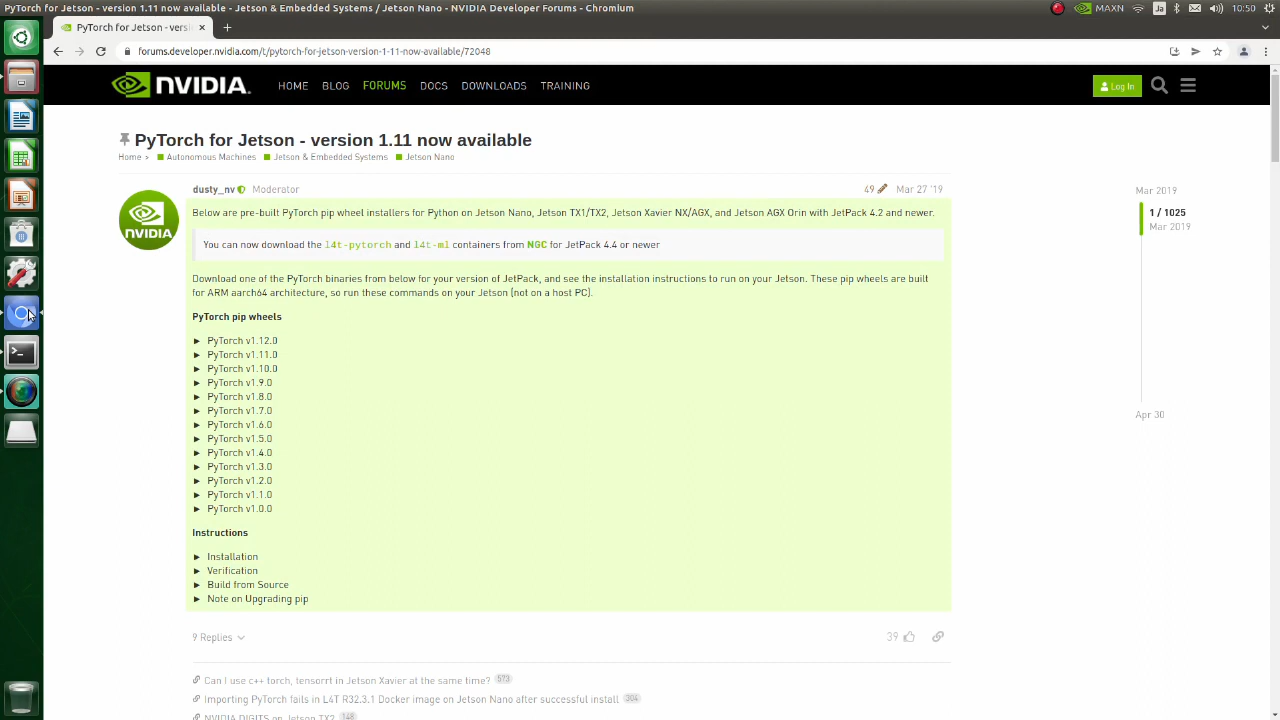 PyTorch for Jetson - version 1.11 now available - Jetson & Embedded Systems / Jetson Nano - NVIDIA Developer Forums - Chromium
MAXN
Ja
10:50
PyTorch for Jetson - versi
forums.developer.nvidia.com/t/pytorch-for-jetson-version-1-11-now-available/72048
NVIDIA.
HOME BLOG FORUMS DOCS DOWNLOADS TRAINING
Log In
PyTorch for Jetson - version 1.11 now available
Home > Autonomous Machines Jetson & Embedded Systems Jetson Nano
NVIDIA
dusty_nv Moderator 49 Mar 27 '19
Below are pre-built PyTorch pip wheel installers for Python on Jetson Nano, Jetson TX1/TX2, Jetson Xavier NX/AGX, and Jetson AGX Orin with JetPack 4.2 and newer.
You can now download the l4t-pytorch and l4t-ml containers from NGC for JetPack 4.4 or newer
Download one of the PyTorch binaries from below for your version of JetPack, and see the installation instructions to run on your Jetson. These pip wheels are built
for ARM aarch64 architecture, so run these commands on your Jetson (not on a host PC).
PyTorch pip wheels
► PyTorch v1.12.0
► PyTorch v1.11.0
► PyTorch v1.10.0
► PyTorch v1.9.0
► PyTorch v1.8.0
► PyTorch v1.7.0
► PyTorch v1.6.0
► PyTorch v1.5.0
► PyTorch v1.4.0
► PyTorch v1.3.0
► PyTorch v1.2.0
► PyTorch v1.1.0
► PyTorch v1.0.0
Instructions
► Installation
► Verification
► Build from Source
► Note on Upgrading pip
9 Replies
39
Can I use c++ torch, tensorrt in Jetson Xavier at the same time? 573
Importing PyTorch fails in L4T R32.3.1 Docker image on Jetson Nano after successful install 304
NVIDIA DIGITS on Jetson TX2 148
Mar 2019
1 / 1025
Mar 2019
Apr 30